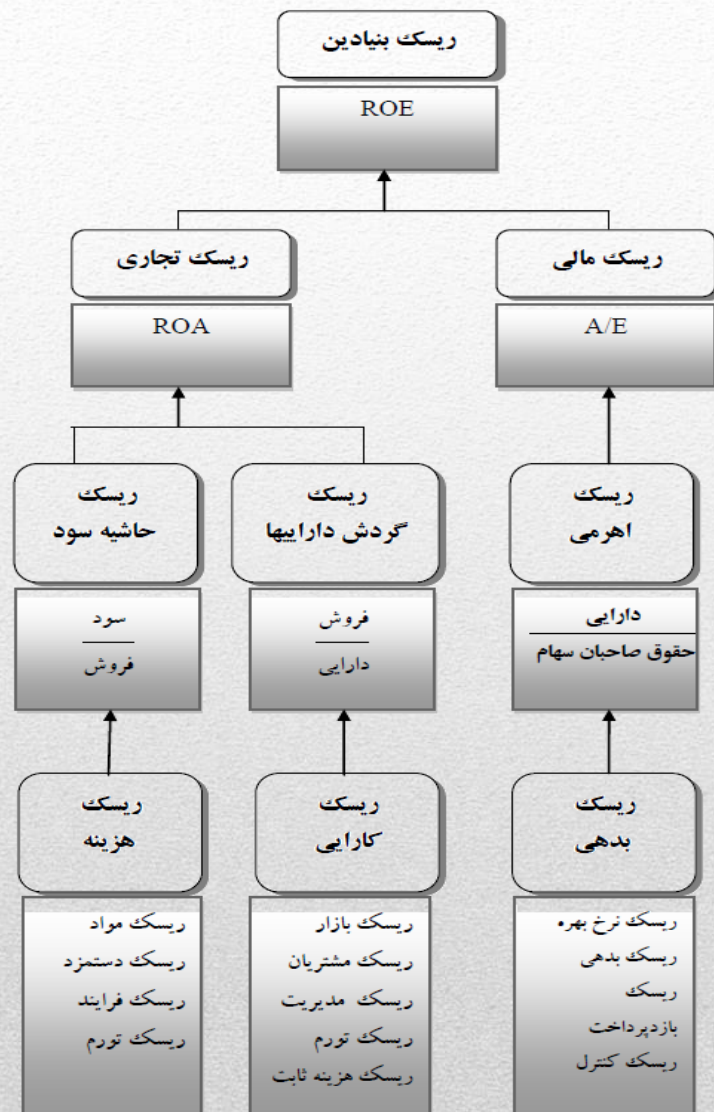 ریسک بنیادین
ROE
ریسک مالی
A/E
ریسک تجاری
ROA
ریسک
اهرمی
دارایی
حقوق صاحبان سهام
ریسک
گردش داراییها
فروش
دارایی
ریسک
حاشیه سود
سود
فروش
ریسک
بدهی
ریسک نرخ بهره
ریسک بدهی
ریسک
بازدپرداخت
ریسک کنترل
ریسک
کارایی
ریسک بازار
ریسک مشتریان
ریسک مدیریت
ریسک تورم
ریسک هزینه ثابت
ریسک
هزینه
ریسک مواد
ریسک دستمزد
ریسک فرایند
ریسک تورم